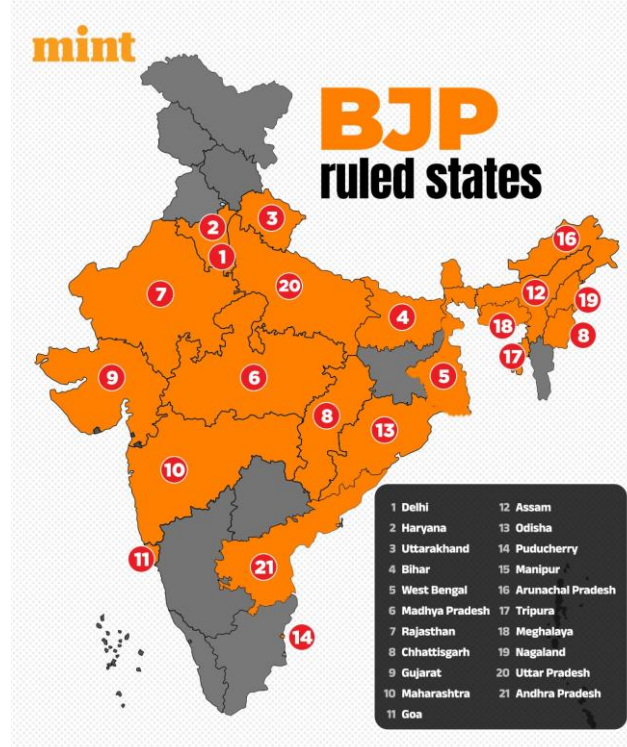 mint
BJP
ruled states
2
3
1
16
20
7
12
19
4
18
8
17
9
6
5
8
13
10
11
21
14
1 Delhi
2 Haryana
3 Uttarakhand
4 Bihar
5 West Bengal
6 Madhya Pradesh
7 Rajasthan
8 Chhattisgarh
9 Gujarat
10 Maharashtra
11 Goa
12 Assam
13 Odisha
14 Puducherry
15 Manipur
16 Arunachal Pradesh
17 Tripura
18 Meghalaya
19 Nagaland
20 Uttar Pradesh
21 Andhra Pradesh